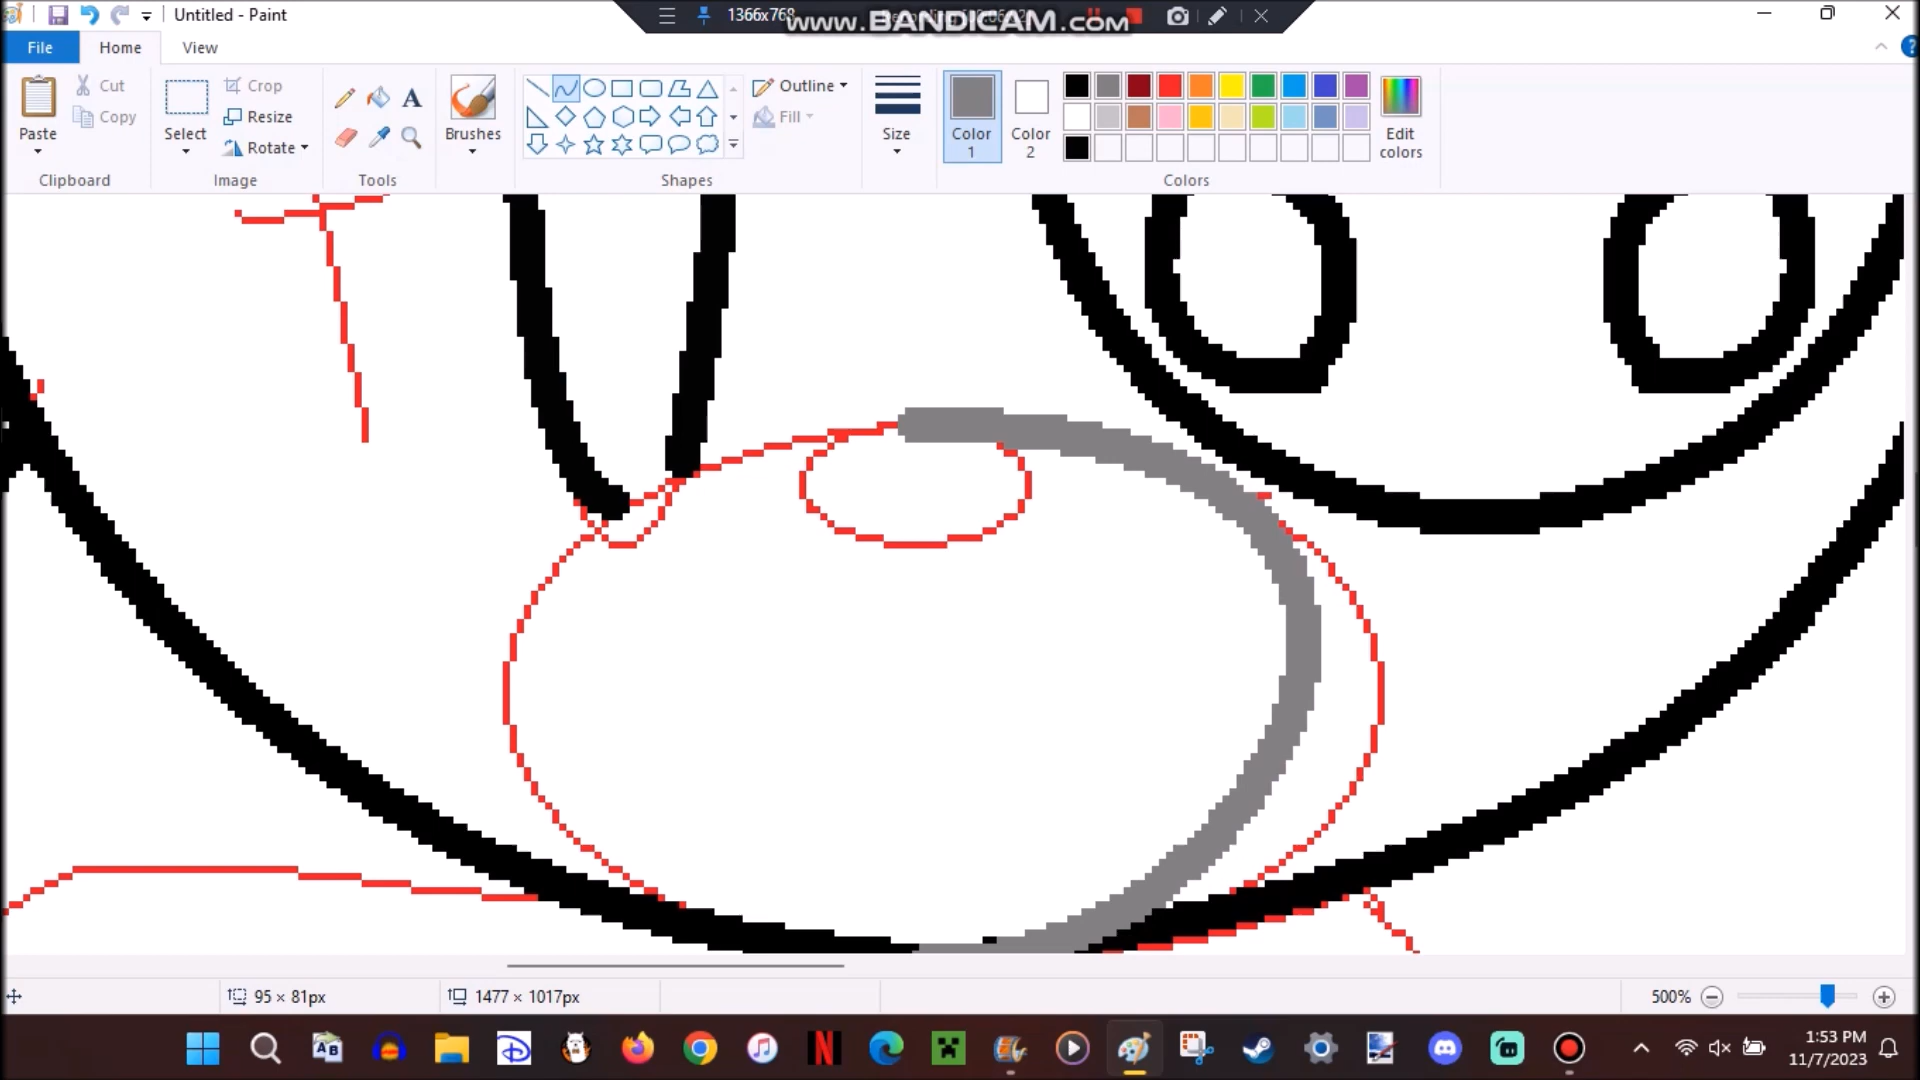 Untitled - Paint
1366x768
www.BANDICAM.com
File
Home
View
Paste
Cut
Copy
Clipboard
Select
Crop
Resize
Rotate
Image
A
Tools
Brushes
Shapes
Outline
Fill
Size
Color 1
Color 2
Edit colors
Colors
95 × 81px
1477 × 1017px
500%
1:53 PM
11/7/2023